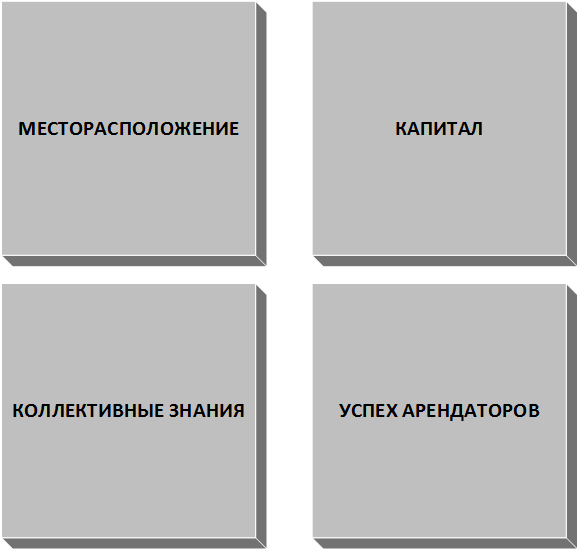 МЕСТОРАСПОЛОЖЕНИЕ
КАПИТАЛ
КОЛЛЕКТИВНЫЕ ЗНАНИЯ
УСПЕХ АРЕНДАТОРОВ